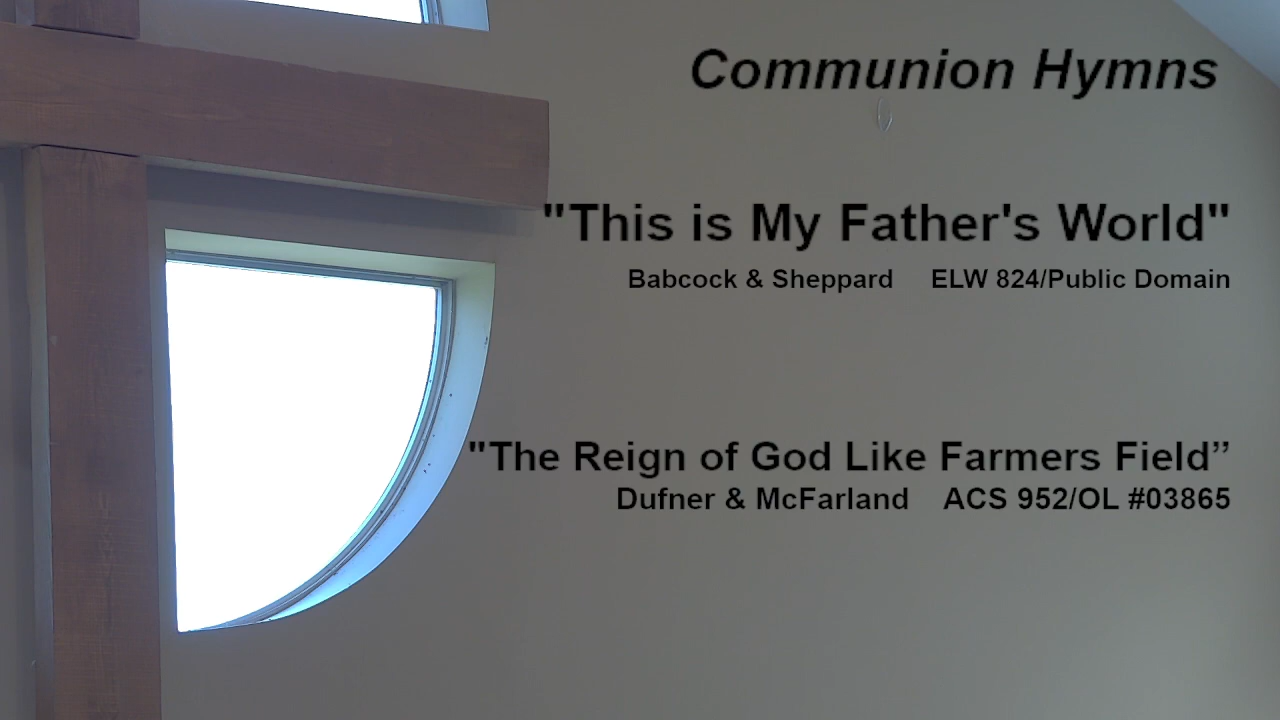 Communion Hymns
"This is My Father's World"
Babcock & Sheppard ELW 824/Public Domain
"The Reign of God Like Farmers Field”
Dufner & McFarland ACS 952/OL #03865